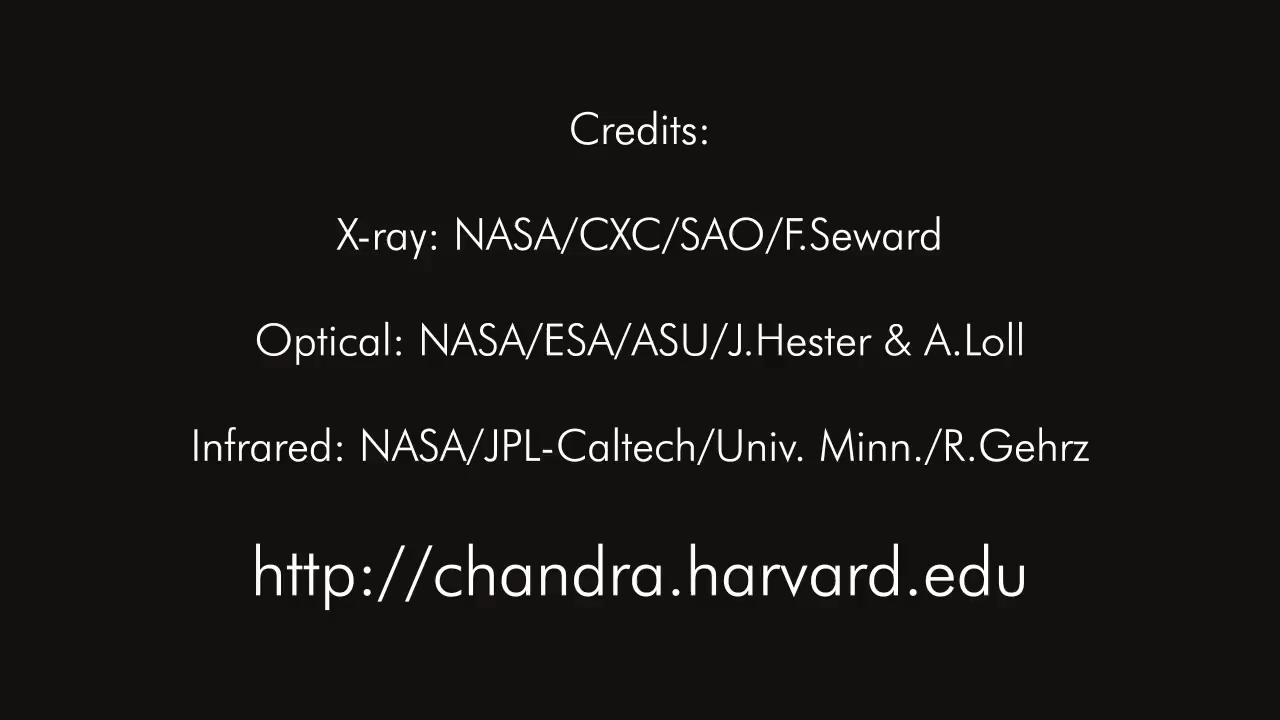 Credits:
X-ray: NASA/CXC/SAO/F.Seward
Optical: NASA/ESA/ASU/J.Hester & A.Loll
Infrared: NASA/JPL-Caltech/Univ. Minn./R.Gehrz
http://chandra.harvard.edu